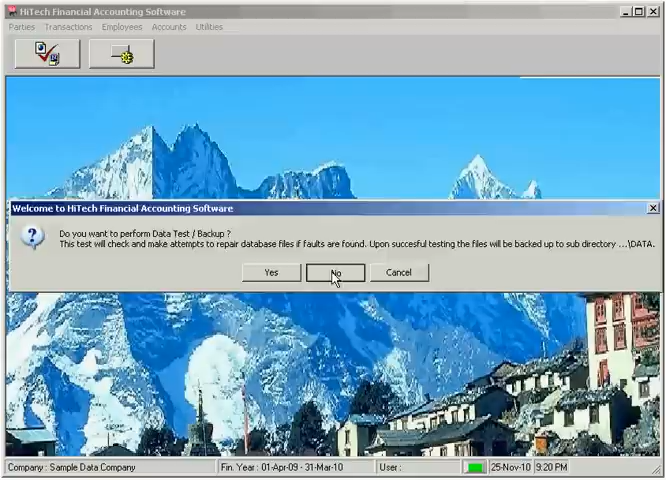 HiTech Financial Accounting Software
Parties Transactions Employees Accounts Utilities
Welcome to HiTech Financial Accounting Software
Do you want to perform Data Test / Backup ?
This test will check and make attempts to repair database files if faults are found. Upon succesful testing the files will be backed up to sub directory ...\DATA.
Yes No Cancel
Company : Sample Data Company Fin. Year : 01-Apr-09 - 31-Mar-10 User : 25-Nov-10 9:20 PM